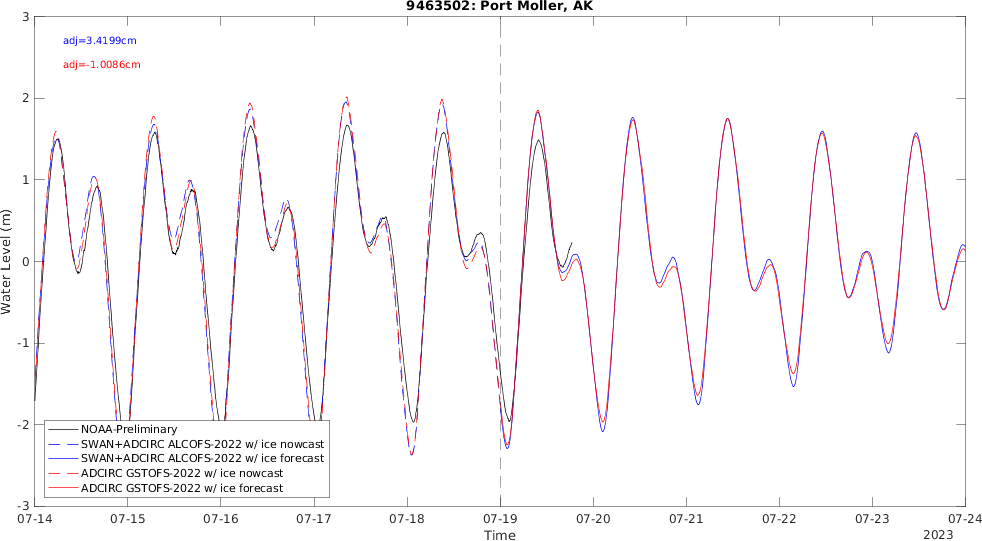 9463502: Port Moller, AK
adj=3.4199cm
adj=-1.0086cm
Water Level (m)
3
2
1
0
-1
-2
-3
NOAA-Preliminary
SWAN+ADCIRC ALCOFS-2022 w/ ice nowcast
SWAN+ADCIRC ALCOFS-2022 w/ ice forecast
ADCIRC GSTOFS-2022 w/ ice nowcast
ADCIRC GSTOFS-2022 w/ ice forecast
07-14 07-15 07-16 07-17 07-18 07-19 07-20 07-21 07-22 07-23 07-24
Time
2023